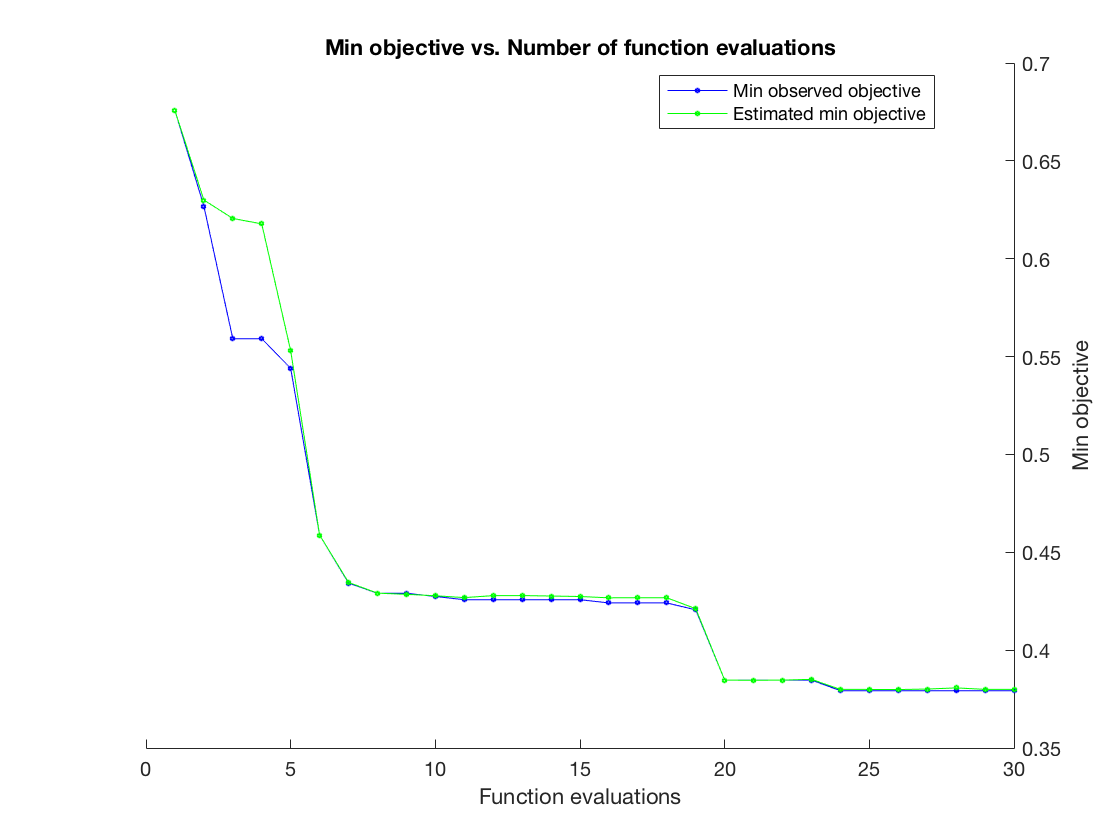 Min objective vs. Number of function evaluations
Min observed objective
Estimated min objective
0.7
0.65
0.6
0.55
0.5
0.45
0.4
0.35
Min objective
0 5 10 15 20 25 30
Function evaluations